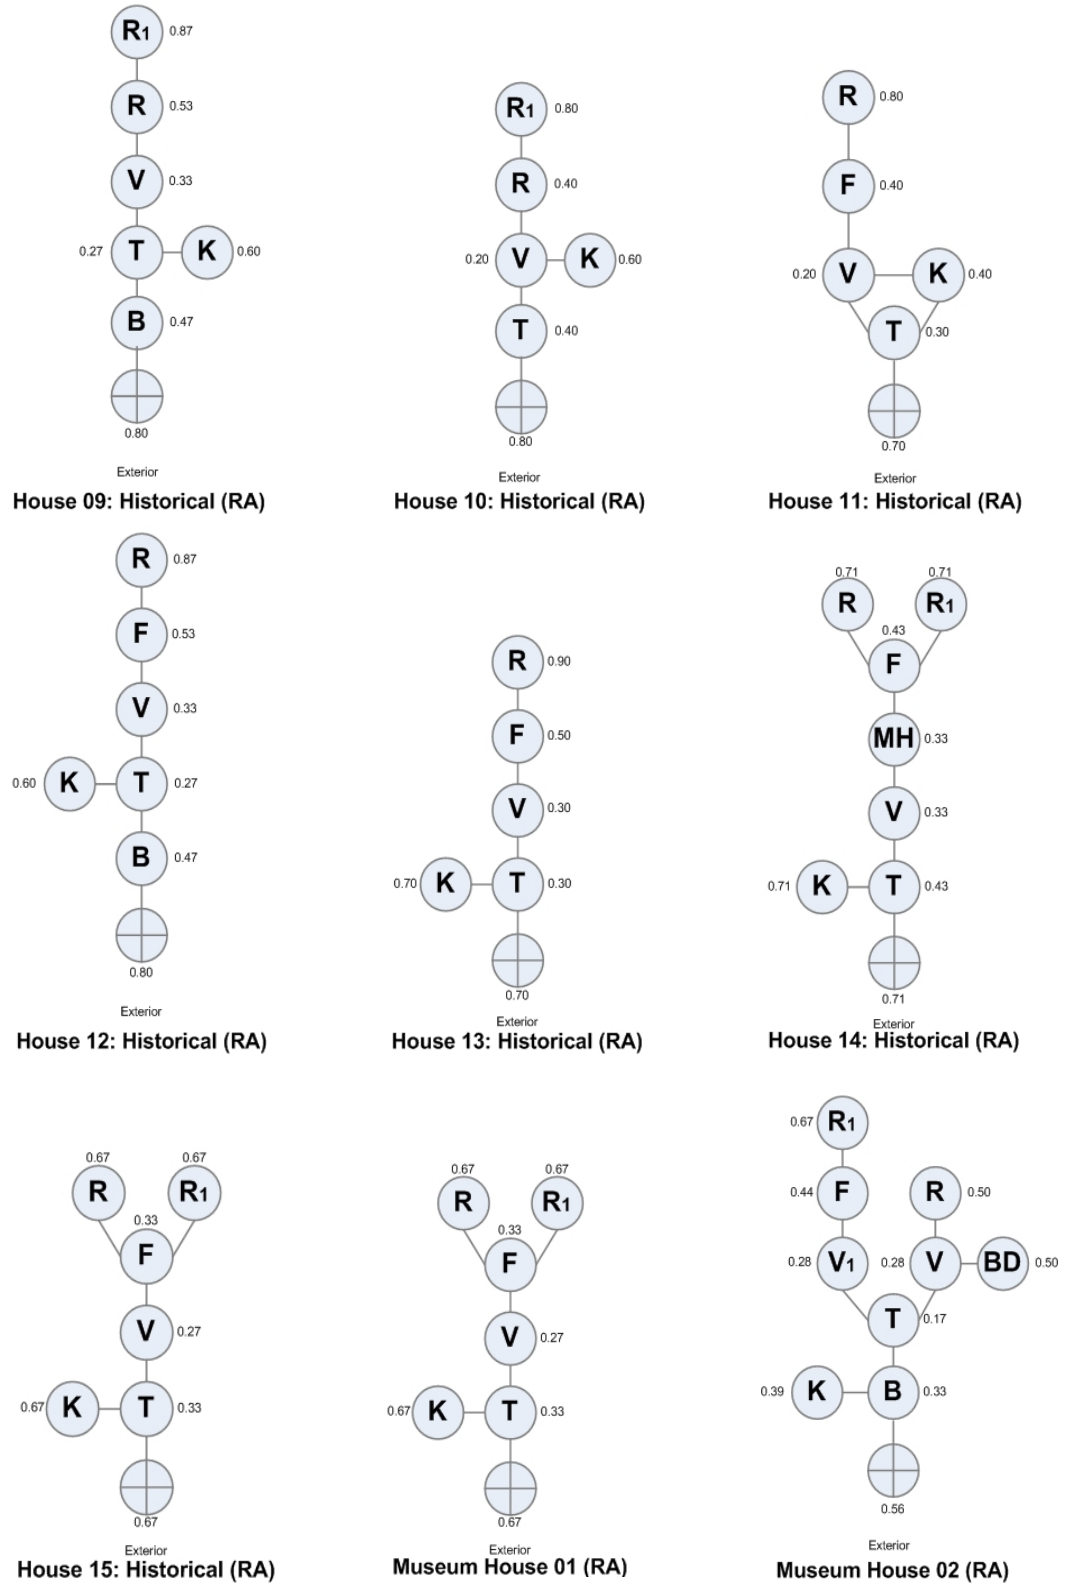 R1 0.87
R 0.53
V 0.33
0.27 T K 0.60
B 0.47
0.80
Exterior
House 09: Historical (RA)
R1 0.80
R 0.40
0.20 V K 0.60
T 0.40
0.80
Exterior
House 10: Historical (RA)
R 0.80
F 0.40
0.20 V K 0.40
T 0.30
0.70
Exterior
House 11: Historical (RA)
R 0.87
F 0.53
V 0.33
0.60 K T 0.27
B 0.47
0.80
Exterior
House 12: Historical (RA)
R 0.90
F 0.50
V 0.30
0.70 K T 0.30
0.70
Exterior
House 13: Historical (RA)
0.71 0.71
R R1
0.43
F
MH 0.33
V 0.33
0.71 K T 0.43
0.71
Exterior
House 14: Historical (RA)
0.67 0.67
R R1
0.33
F
V 0.27
0.67 K T 0.33
0.67
Exterior
House 15: Historical (RA)
0.67 0.67
R R1
0.33
F
V 0.27
0.67 K T 0.33
0.67
Exterior
Museum House 01 (RA)
0.67 R1
0.44 F R 0.50
0.28 V1 0.28 V BD 0.50
T 0.17
0.39 K B 0.33
0.56
Exterior
Museum House 02 (RA)